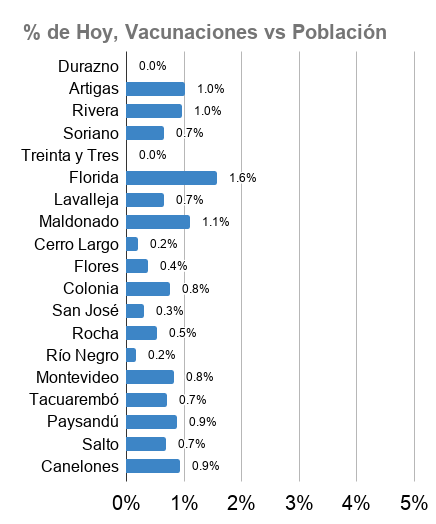 % de Hoy, Vacunaciones vs Población
Durazno 0.0%
Artigas 1.0%
Rivera 1.0%
Soriano 0.7%
Treinta y Tres 0.0%
Florida 1.6%
Lavalleja 0.7%
Maldonado 1.1%
Cerro Largo 0.2%
Flores 0.4%
Colonia 0.8%
San José 0.3%
Rocha 0.5%
Río Negro 0.2%
Montevideo 0.8%
Tacuarembó 0.7%
Paysandú 0.9%
Salto 0.7%
Canelones 0.9%
0% 1% 2% 3% 4% 5%